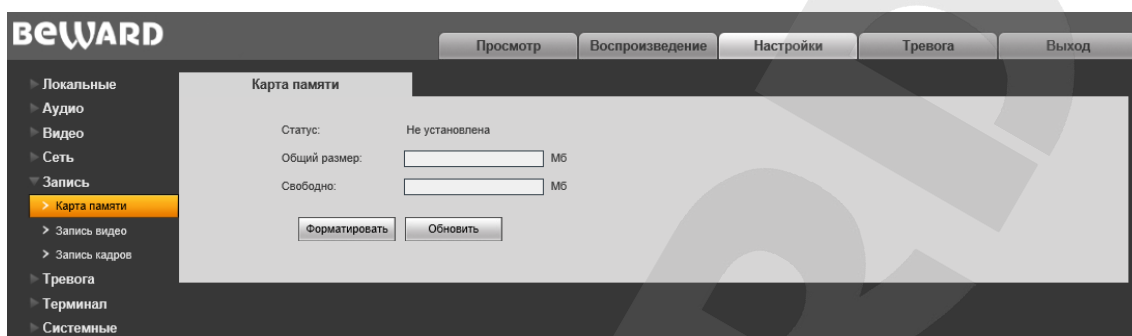 BEWARD
Просмотр Воспроизведение Настройки Тревога Выход
Локальные
Аудио
Видео
Сеть
Запись
Карта памяти
Запись видео
Запись кадров
Тревога
Терминал
Системные
Карта памяти
Статус: Не установлена
Общий размер: Мб
Свободно: Мб
Форматировать Обновить